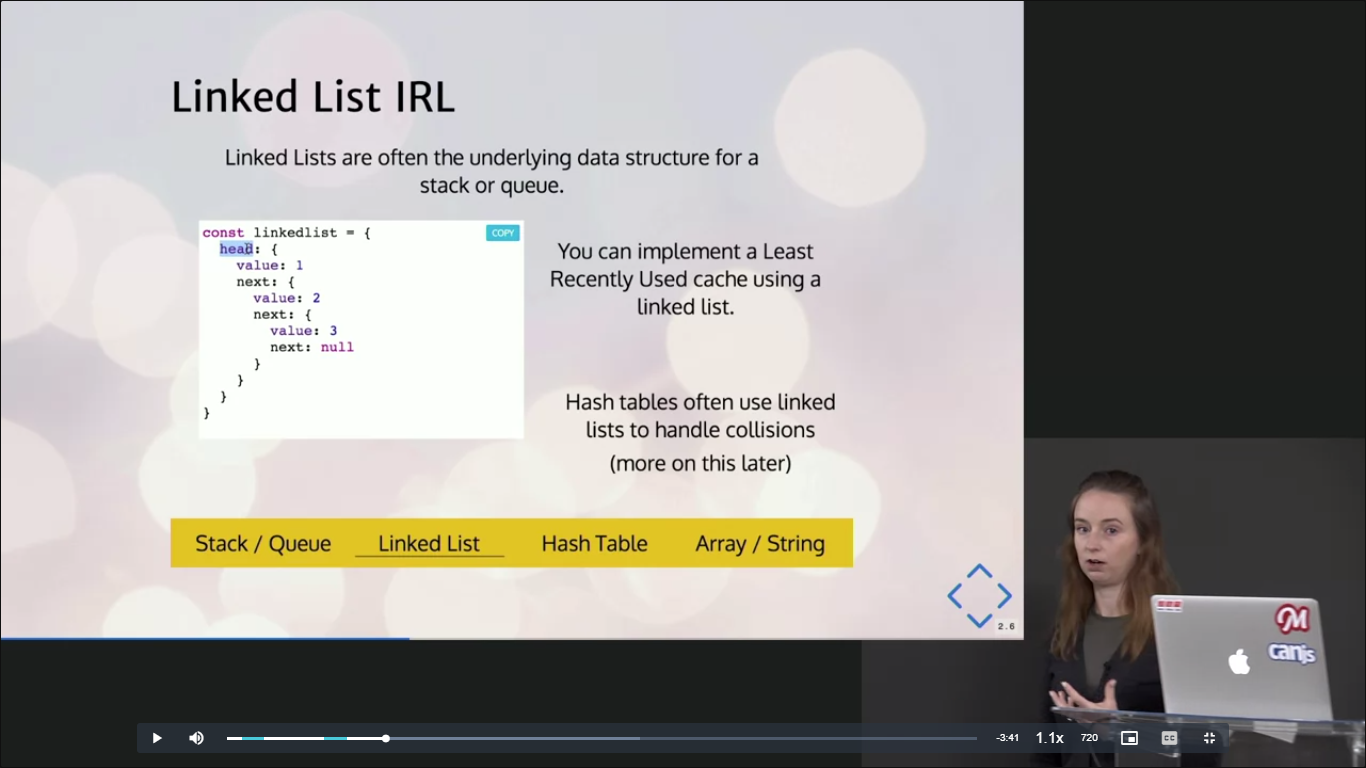 Linked List IRL
Linked Lists are often the underlying data structure for a
stack or queue.
const linkedlist = {
head: {
value: 1
next: {
value: 2
next: {
value: 3
next: null
}
}
}
}
COPY
You can implement a Least
Recently Used cache using a
linked list.
Hash tables often use linked
lists to handle collisions
(more on this later)
Stack / Queue Linked List Hash Table Array / String
2.6
M
canjs
-3:41 1.1x 720 CC